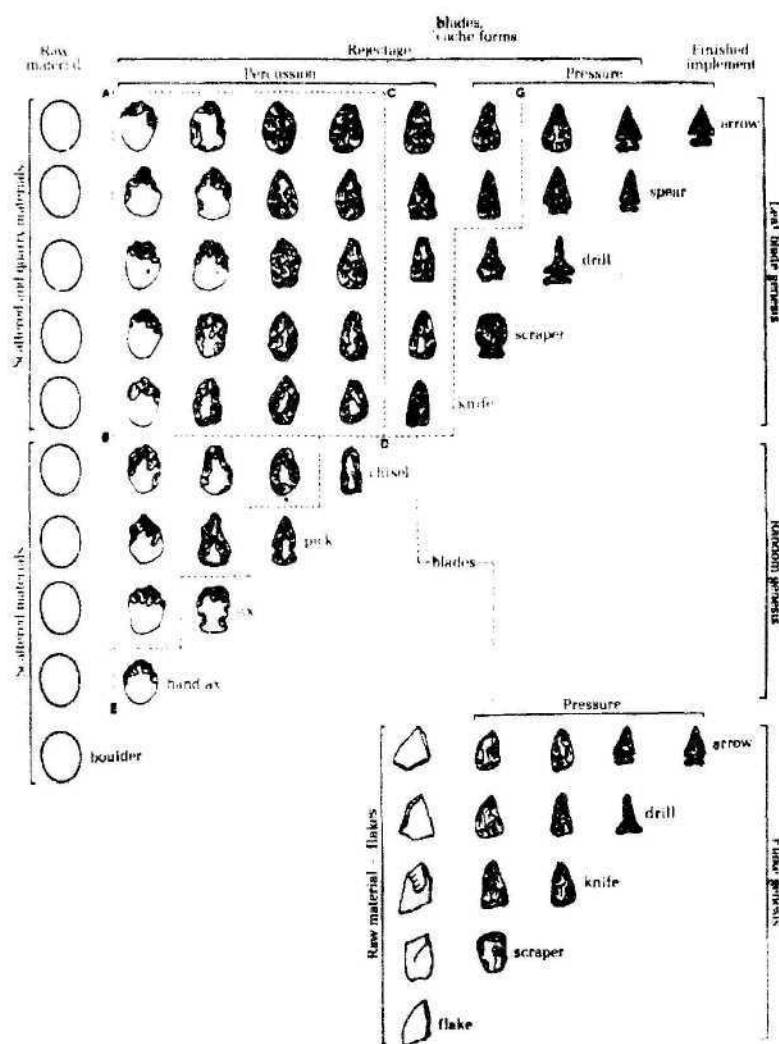 blades,
cache forms
Raw
material
Rejectage
Finished
implement
Percussion
Pressure
A
C
G
arrow
spear
drill
scraper
knife
B
D
chisel
pick
blades
ax
hand ax
E
boulder
Scattered and quarry materials
Scattered materials
Leaf blade genesis
Random genesis
Pressure
arrow
drill
knife
scraper
flake
Raw material - flakes
Flake genesis